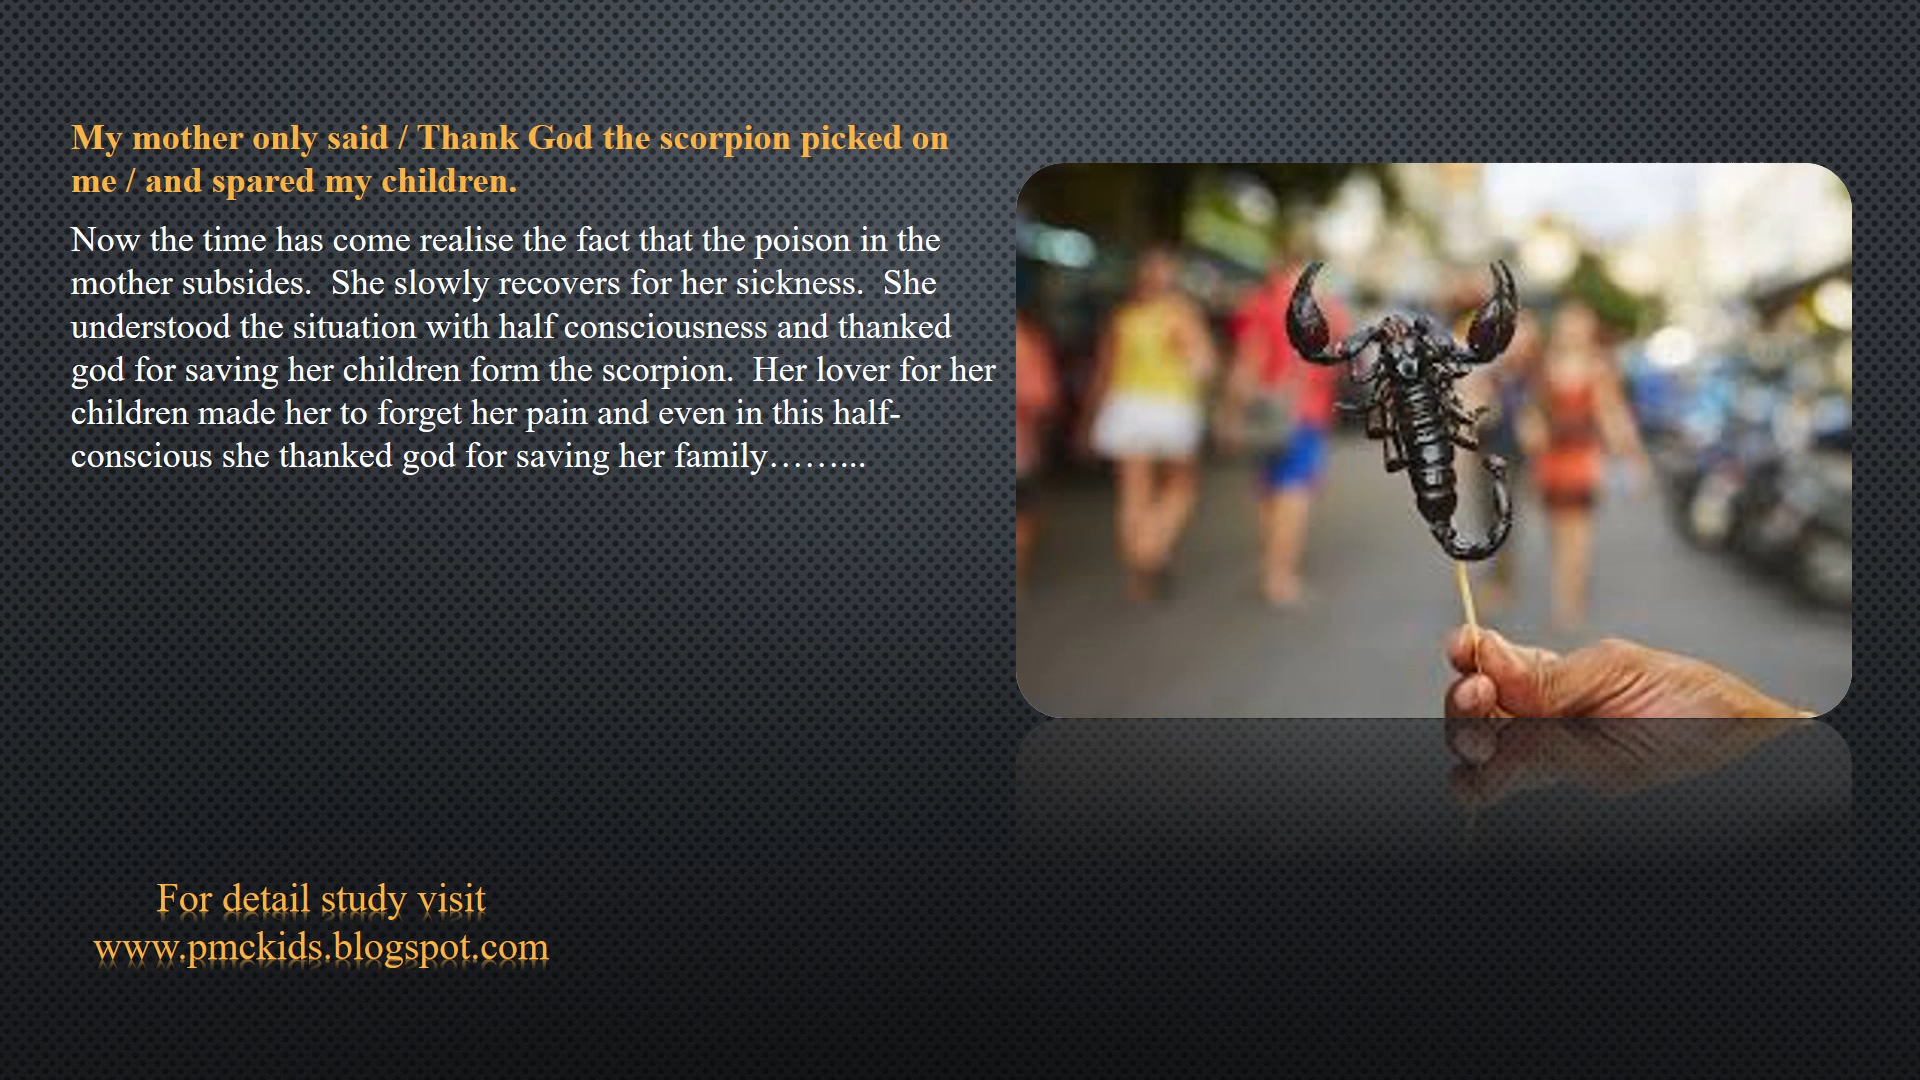 My mother only said / Thank God the scorpion picked on
me / and spared my children.
Now the time has come realise the fact that the poison in the
mother subsides.  She slowly recovers for her sickness.  She
understood the situation with half consciousness and thanked
god for saving her children form the scorpion.  Her lover for her
children made her to forget her pain and even in this half-
conscious she thanked god for saving her family……...
For detail study visit
www.pmckids.blogspot.com